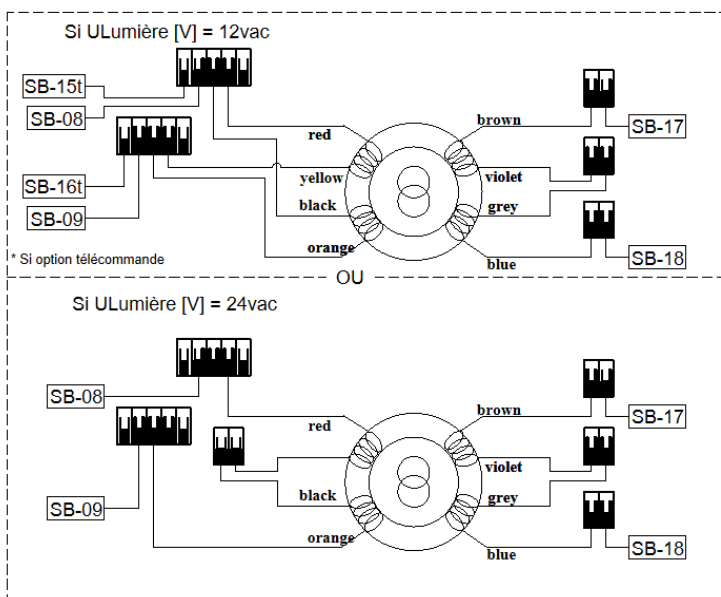 Si ULumière [V] = 12vac
SB-15t
SB-08
SB-16t
SB-09
red
yellow
black
orange
brown
violet
grey
blue
SB-17
SB-18
* Si option télécommande
OU
Si ULumière [V] = 24vac
SB-08
SB-09
red
black
orange
brown
violet
grey
blue
SB-17
SB-18